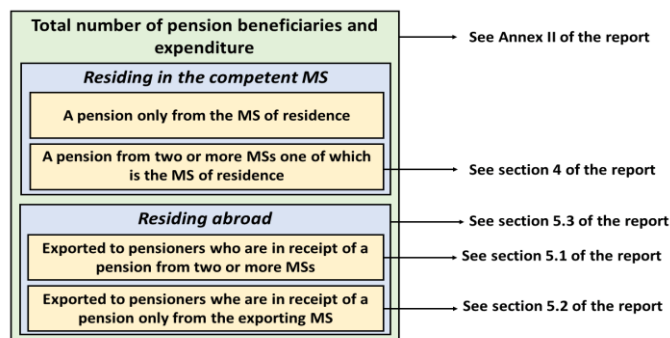 Total number of pension beneficiaries and
expenditure
See Annex II of the report
Residing in the competent MS
A pension only from the MS of residence
A pension from two or more MSs one of which
is the MS of residence
See section 4 of the report
Residing abroad
See section 5.3 of the report
Exported to pensioners who are in receipt of a
pension from two or more MSs
See section 5.1 of the report
Exported to pensioners whe are in receipt of a
pension only from the exporting MS
See section 5.2 of the report